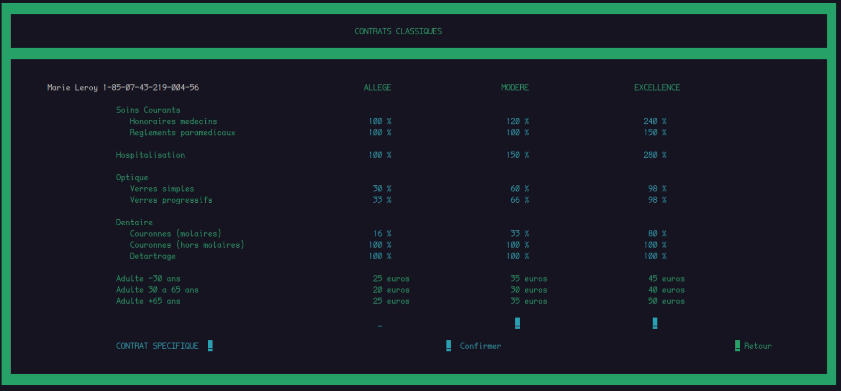 CONTRATS CLASSIQUES
Marie Leroy 1-85-07-43-219-004-56 ALLEGE MODERE EXCELLENCE
Soins Courants
Honoraires medecins 100 % 120 % 240 %
Reglements paramedicaux 100 % 100 % 150 %
Hospitalisation 100 % 150 % 280 %
Optique
Verres simples 30 % 60 % 98 %
Verres progressifs 33 % 66 % 98 %
Dentaire
Couronnes (molaires) 16 % 33 % 80 %
Couronnes (hors molaires) 100 % 100 % 100 %
Detartrage 100 % 100 % 100 %
Adulte -30 ans 25 euros 35 euros 45 euros
Adulte 30 a 65 ans 20 euros 30 euros 40 euros
Adulte +65 ans 25 euros 35 euros 50 euros
_
CONTRAT SPECIFIQUE Confirmer Retour